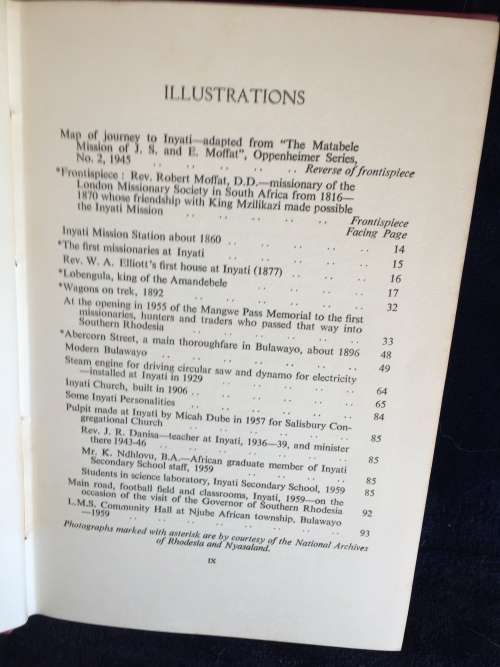 ILLUSTRATIONS
Map of journey to Inyati—adapted from "The Matabele
Mission of J. S. and E. Moffat", Oppenheimer Series,
No. 2, 1945 .. .. .. .. .. Reverse of frontispiece
*Frontispiece : Rev. Robert Moffat, D.D.—missionary of the
London Missionary Society in South Africa from 1816—
1870 whose friendship with King Mzilikazi made possible
the Inyati Mission .. .. .. .. .. Frontispiece
Facing Page
Inyati Mission Station about 1860 .. .. .. .. 14
*The first missionaries at Inyati .. .. .. .. 15
Rev. W. A. Elliott's first house at Inyati (1877) .. .. .. 16
*Lobengula, king of the Amandebele .. .. .. .. 17
*Wagons on trek, 1892 .. .. .. .. .. 32
At the opening in 1955 of the Mangwe Pass Memorial to the first
missionaries, hunters and traders who passed that way into
Southern Rhodesia .. .. .. .. .. 33
*Abercorn Street, a main thoroughfare in Bulawayo, about 1896 48
Modern Bulawayo .. .. .. .. .. 49
Steam engine for driving circular saw and dynamo for electricity
—installed at Inyati in 1929 .. .. .. .. 64
Inyati Church, built in 1906 .. .. .. .. .. 65
Some Inyati Personalities .. .. .. .. .. 84
Pulpit made at Inyati by Micah Dube in 1957 for Salisbury Con-
gregational Church .. .. .. .. .. 85
Rev. J. R. Danisa—teacher at Inyati, 1936–39, and minister
there 1943-46 .. .. .. .. .. 85
Mr. K. Ndhlovu, B.A.—African graduate member of Inyati
Secondary School staff, 1959 .. .. .. .. 85
Students in science laboratory, Inyati Secondary School, 1959 85
Main road, football field and classrooms, Inyati, 1959—on the
occasion of the visit of the Governor of Southern Rhodesia 92
L.M.S. Community Hall at Njube African township, Bulawayo
—1959 .. .. .. .. .. .. 93
Photographs marked with asterisk are by courtesy of the National Archives
of Rhodesia and Nyasaland.
IX